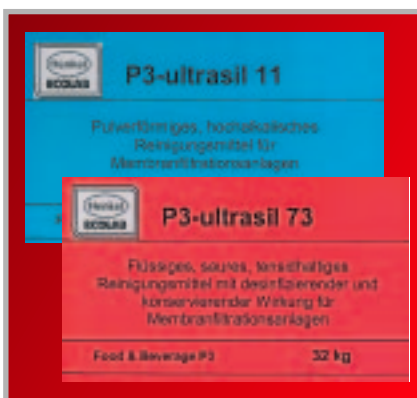 Henkel
ECOLAB
P3-ultrasil 11
Pulverförmiges, hochalkalisches
Reinigungsmittel für
Membranfiltrationsanlagen
Henkel
ECOLAB
P3-ultrasil 73
Flüssiges, saures, tensidhaltiges
Reinigungsmittel mit desinfizierender und
konservierender Wirkung für
Membranfiltrationsanlagen
Food & Beverage P3 32 kg